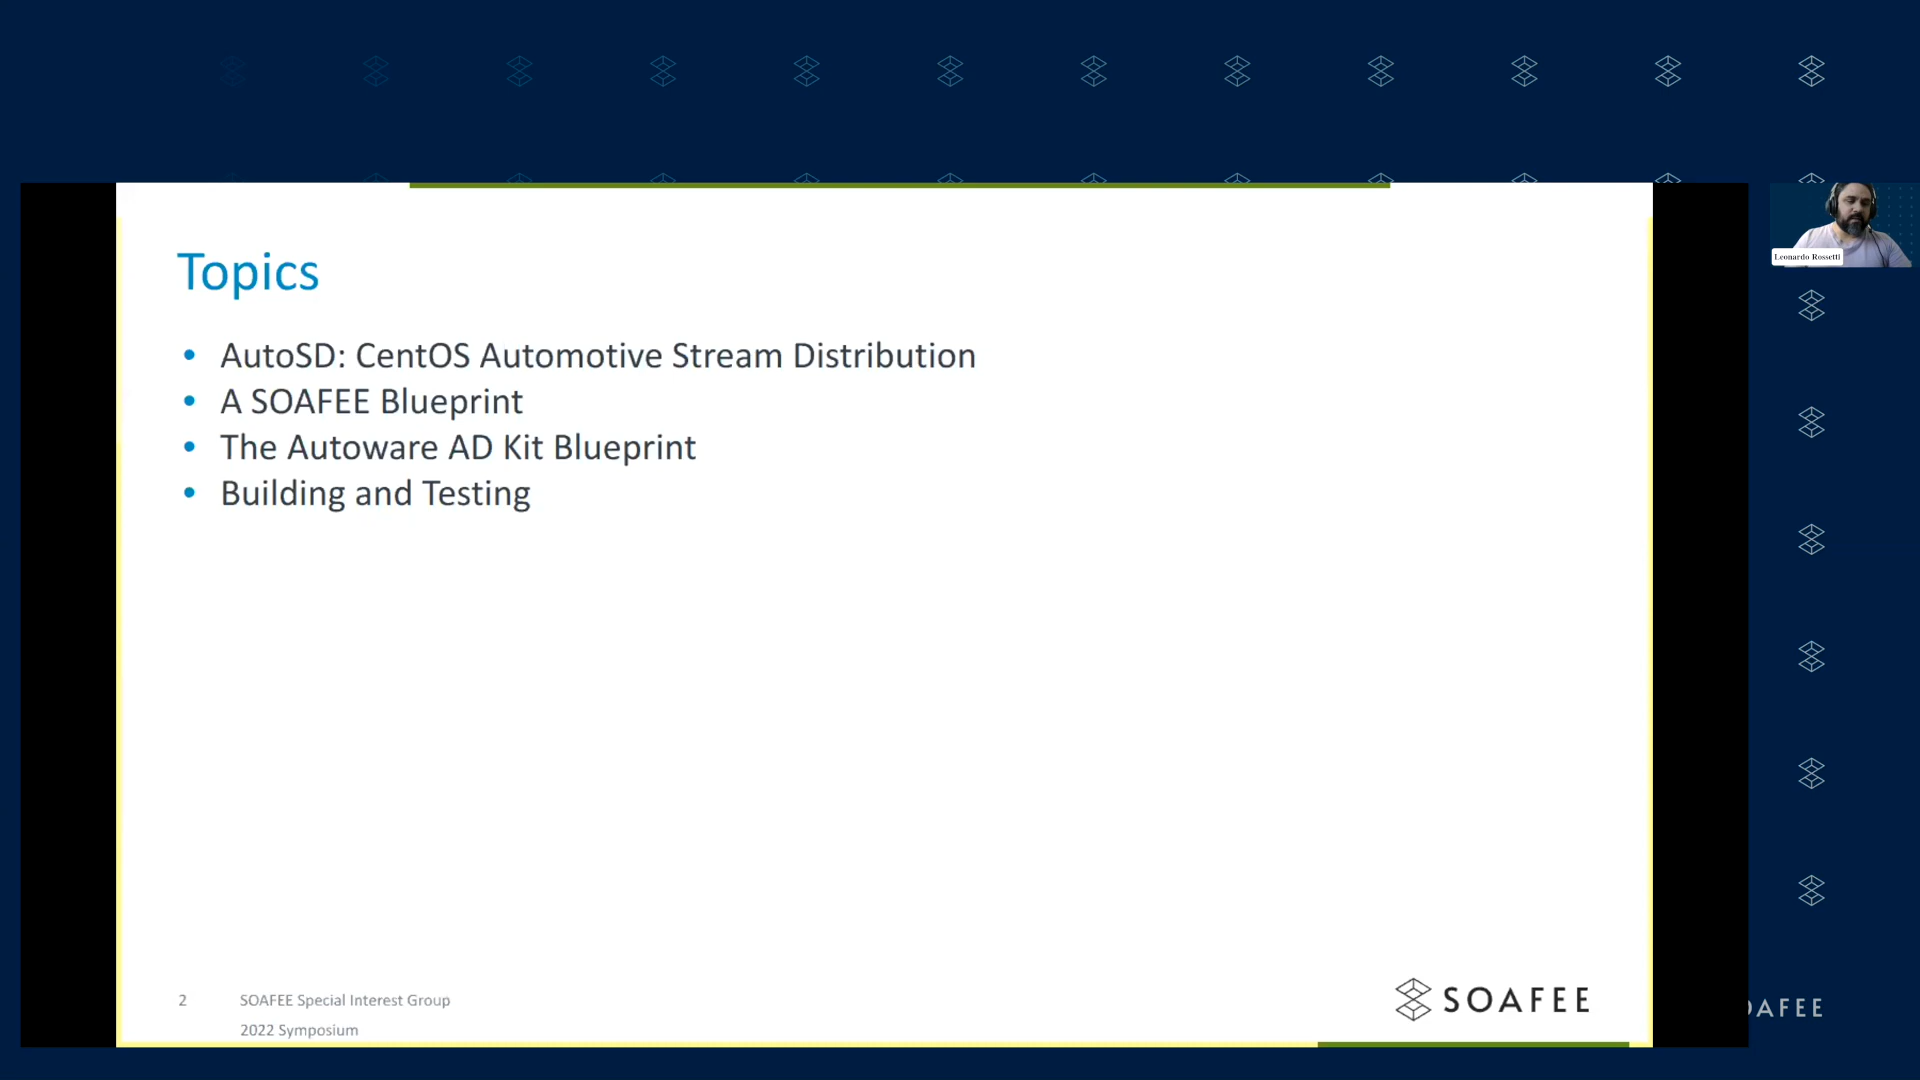 Topics
• AutoSD: CentOS Automotive Stream Distribution
• A SOAFEE Blueprint
• The Autoware AD Kit Blueprint
• Building and Testing
Leonardo Rossetti
2 SOAFEE Special Interest Group
2022 Symposium
SOAFEE
AFEE